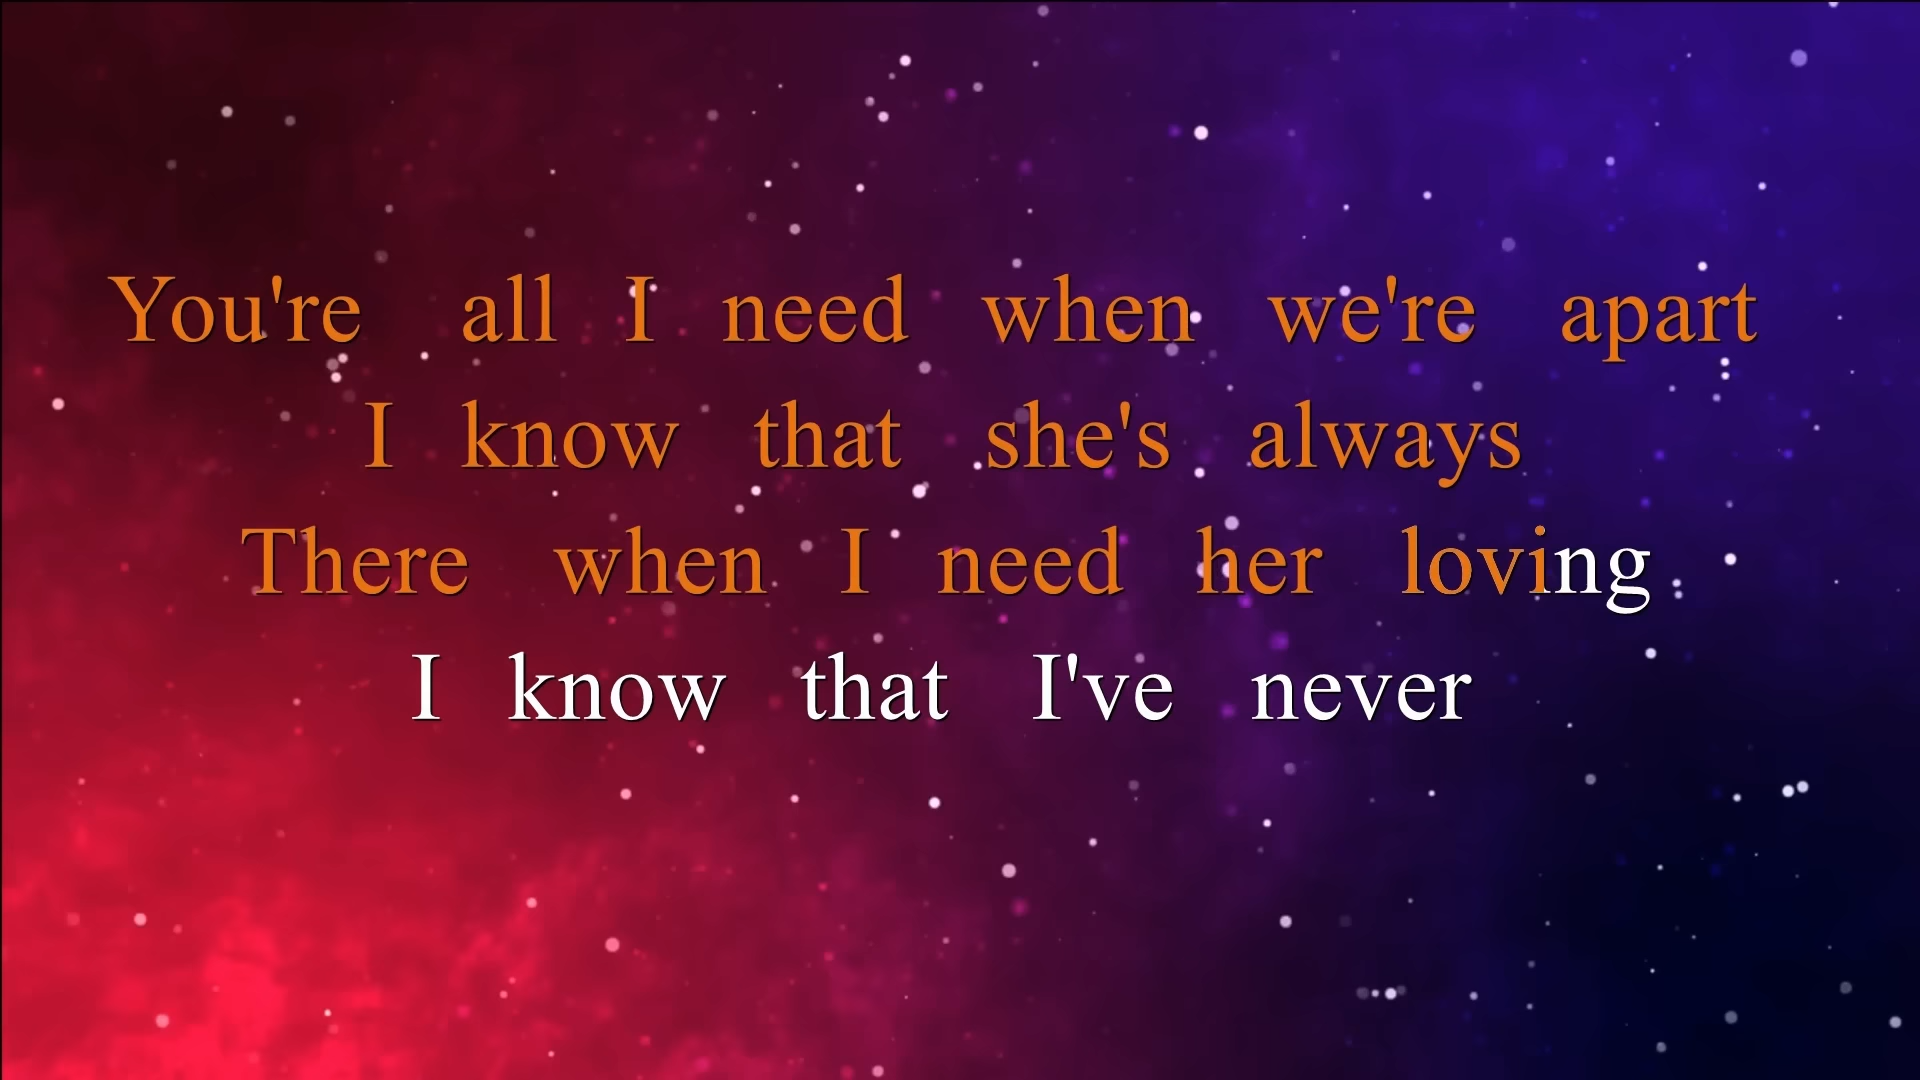 You're all I need when we're apart
I know that she's always
There when I need her loving
I know that I've never